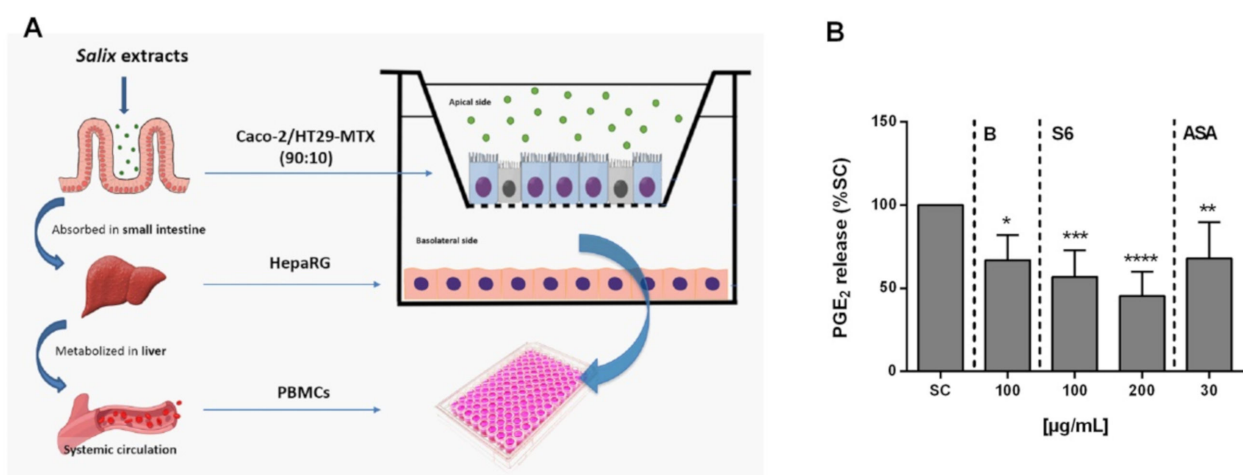 A
Salix extracts
Caco-2/HT29-MTX
(90:10)
Apical side
Absorbed in small intestine
Basolateral side
HepaRG
Metabolized in liver
PBMCs
Systemic circulation
B
150
100
50
0
PGE₂ release (%SC)
B S6 ASA
* *** **** **
SC 100 100 200 30
[µg/mL]